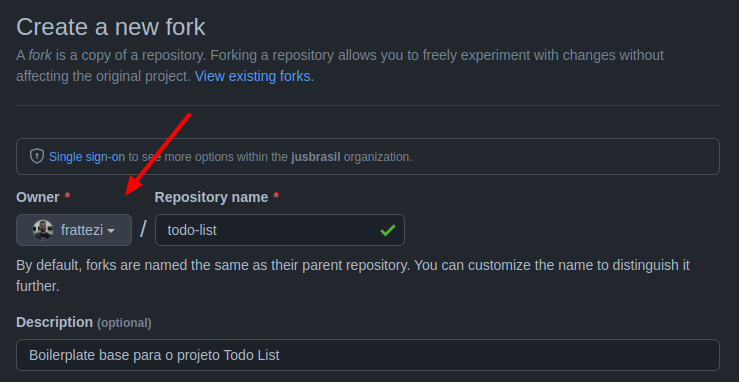 Create a new fork
A fork is a copy of a repository. Forking a repository allows you to freely experiment with changes without
affecting the original project. View existing forks.
Single sign-on to see more options within the jusbrasil organization.
Owner * Repository name *
frattezi / todo-list
By default, forks are named the same as their parent repository. You can customize the name to distinguish it
further.
Description (optional)
Boilerplate base para o projeto Todo List